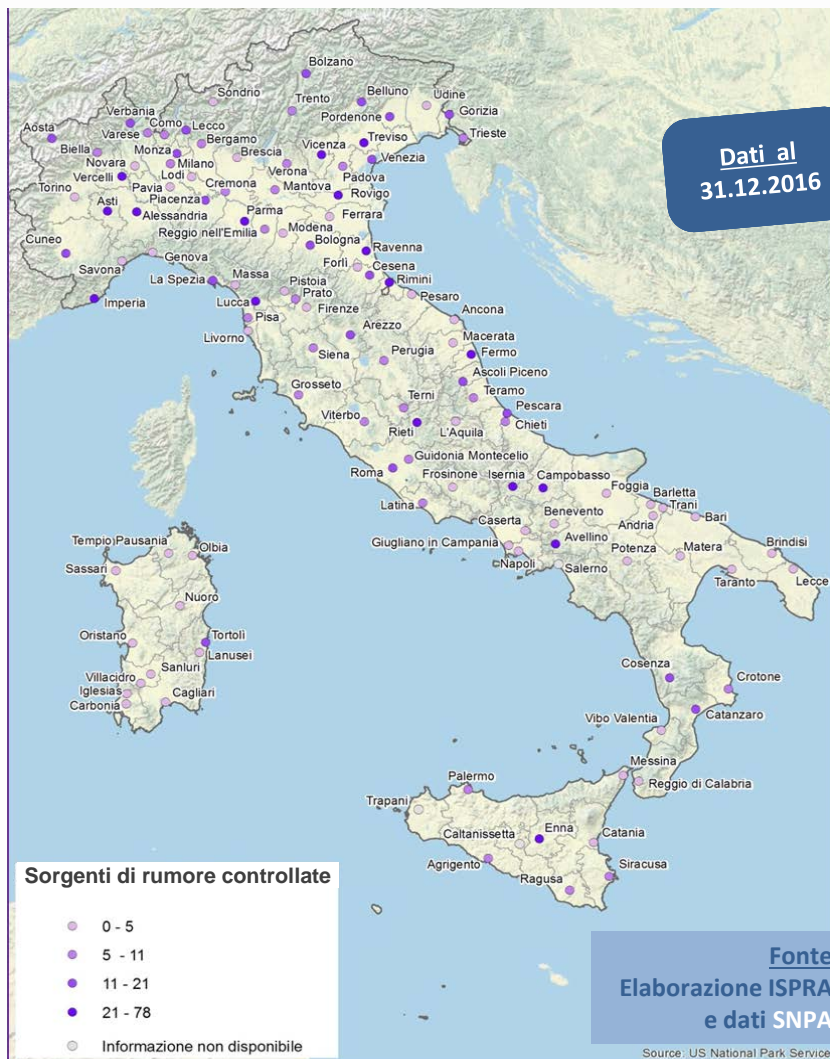 Bolzano
Sondrio
Belluno
Udine
Verbania
Trento
Pordenone
Gorizia
Como
Lecco
Aosta
Varese
Bergamo
Treviso
Trieste
Biella
Monza
Brescia
Vicenza
Novara
Milano
Verona
Venezia
Vercelli
Lodi
Padova
Torino
Pavia
Cremona
Mantova
Rovigo
Asti
Piacenza
Alessandria
Parma
Ferrara
Reggio nell'Emilia
Modena
Cuneo
Bologna
Ravenna
Savona
Genova
Forlì
Cesena
La Spezia
Massa
Pistoia
Rimini
Imperia
Lucca
Prato
Pesaro
Pisa
Firenze
Ancona
Livorno
Arezzo
Macerata
Siena
Perugia
Fermo
Ascoli Piceno
Grosseto
Terni
Teramo
Viterbo
Pescara
Rieti
L'Aquila
Chieti
Guidonia Montecelio
Roma
Frosinone
Isernia
Campobasso
Foggia
Barletta
Latina
Benevento
Trani
Caserta
Andria
Bari
Giugliano in Campania
Avellino
Matera
Brindisi
Napoli
Salerno
Potenza
Taranto
Lecce
Tempio Pausania
Olbia
Sassari
Nuoro
Oristano
Tortolì
Lanusei
Sanluri
Villacidro
Iglesias
Cagliari
Carbonia
Cosenza
Crotone
Catanzaro
Vibo Valentia
Messina
Palermo
Reggio di Calabria
Trapani
Enna
Caltanissetta
Catania
Agrigento
Siracusa
Ragusa
Dati al
31.12.2016
Sorgenti di rumore controllate
0 - 5
5 - 11
11 - 21
21 - 78
Informazione non disponibile
Fonte
Elaborazione ISPRA
e dati SNPA
Source: US National Park Service